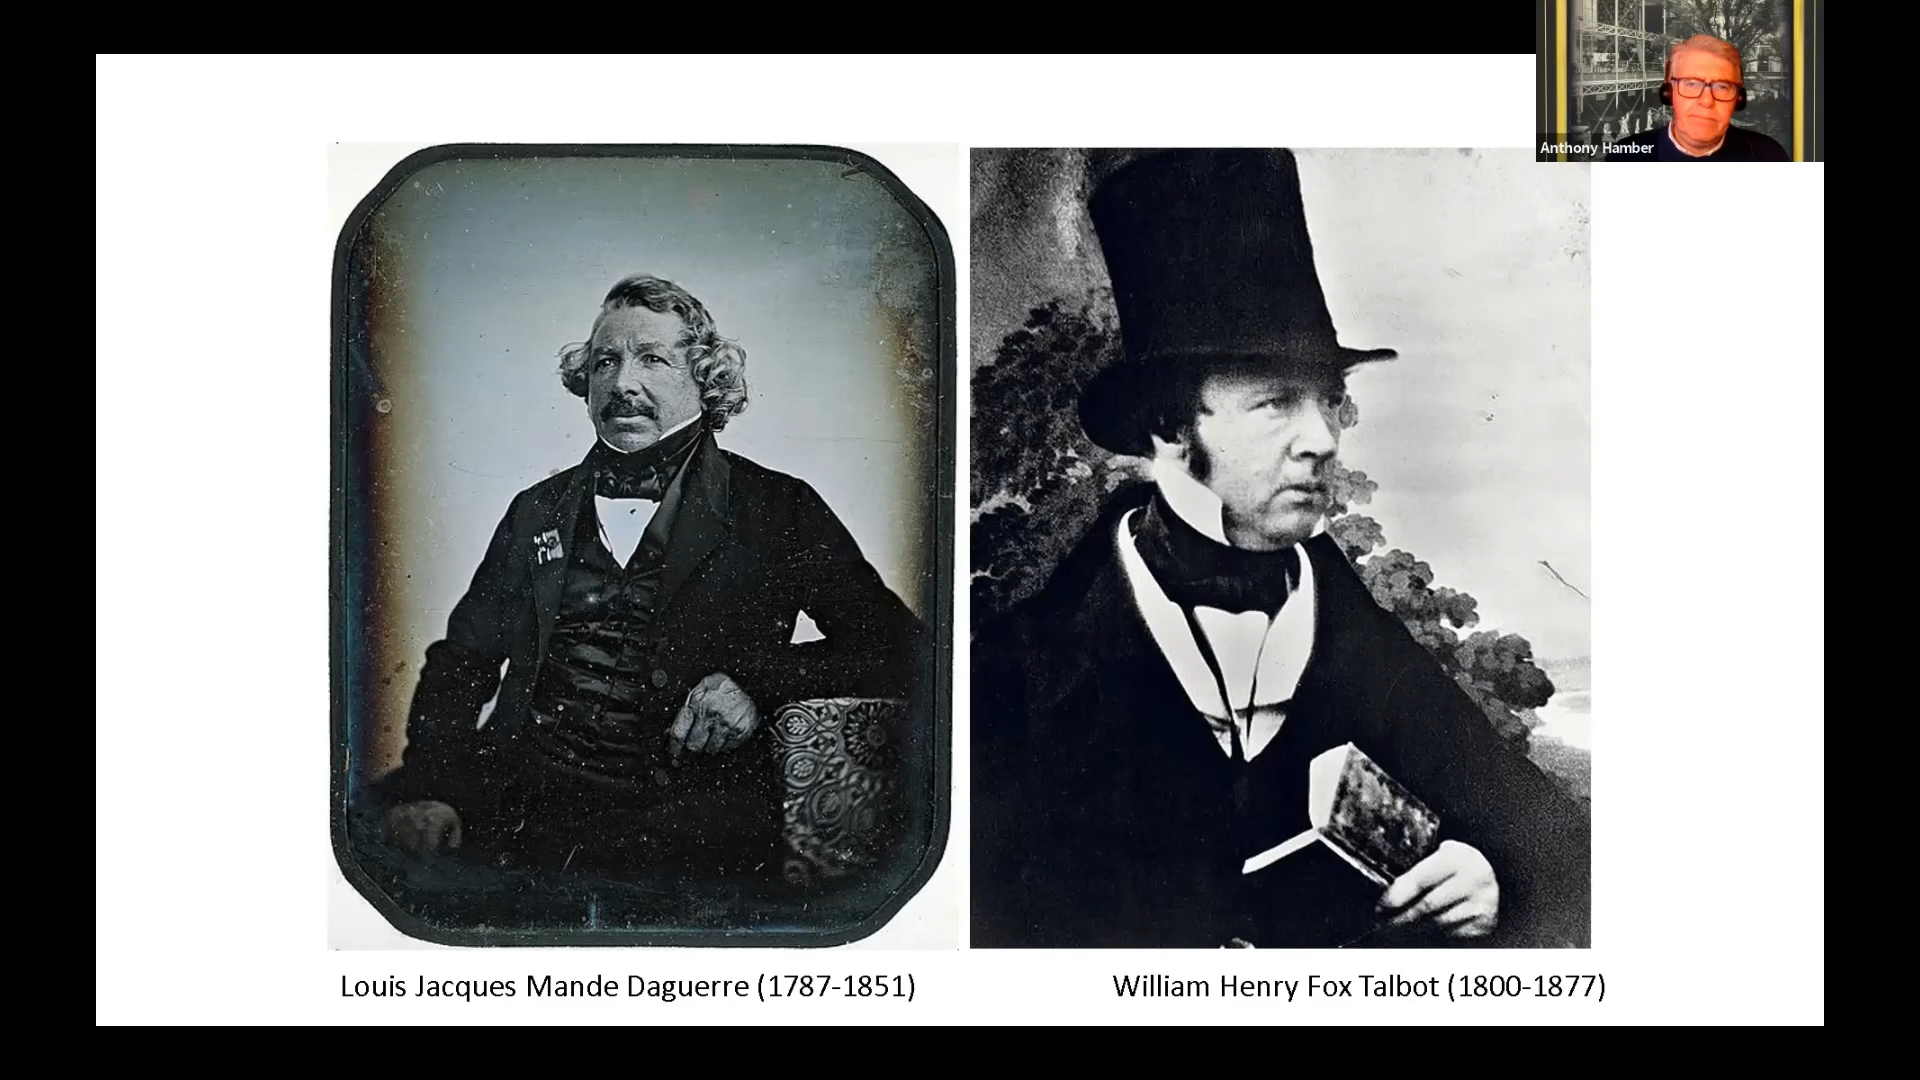 Anthony Hamber
Louis Jacques Mande Daguerre (1787-1851)
William Henry Fox Talbot (1800-1877)